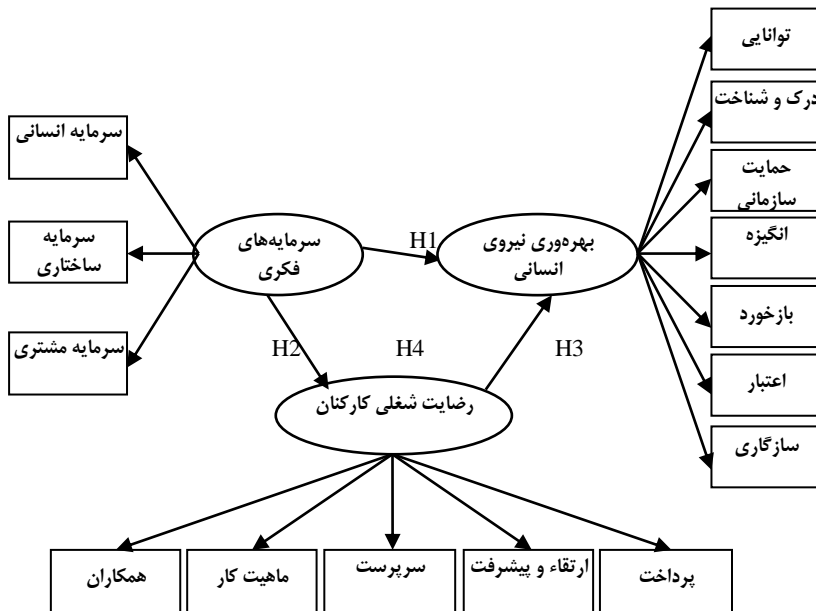 توانایی
درک و شناخت
حمایت
سازمانی
انگیزه
بازخورد
اعتبار
سازگاری
بهره‌وری نیروی
انسانی
H1
سرمایه‌های
فکری
سرمایه انسانی
سرمایه
ساختاری
سرمایه مشتری
H2
H4
H3
رضایت شغلی کارکنان
پرداخت
ارتقاء و پیشرفت
سرپرست
ماهیت کار
همکاران